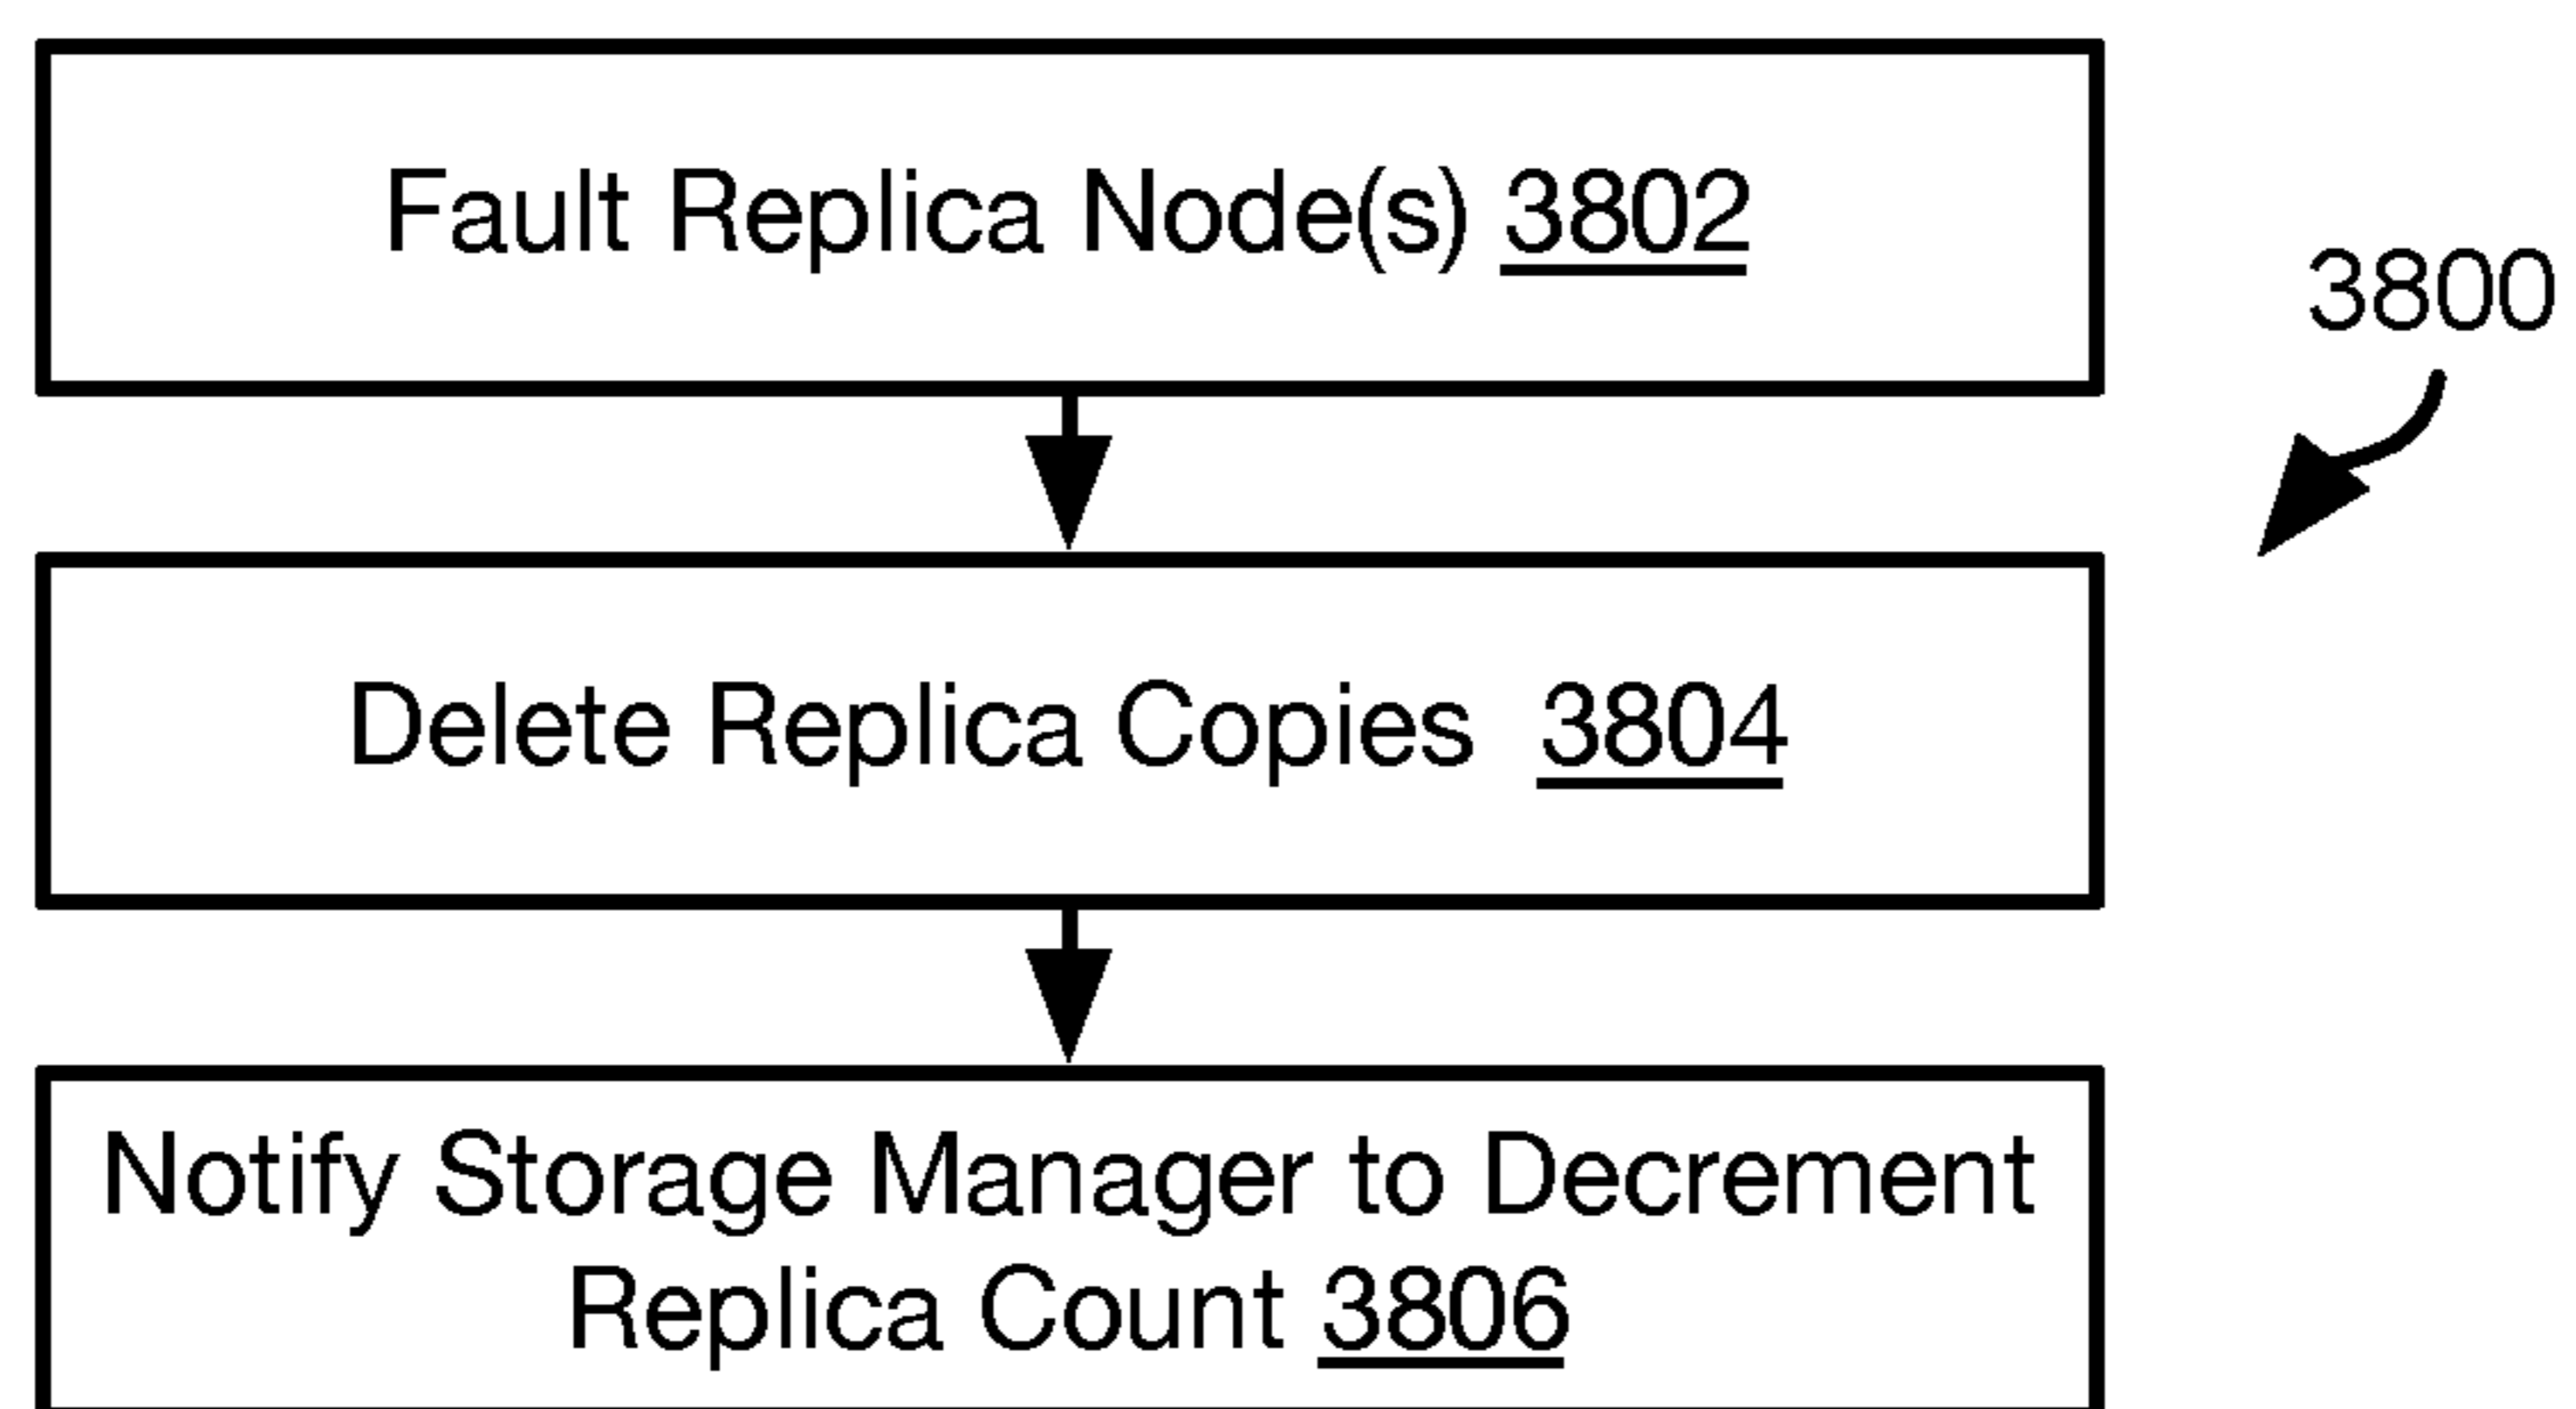 Fault Replica Node(s) 3802
3800
Delete Replica Copies 3804
Notify Storage Manager to Decrement
Replica Count 3806